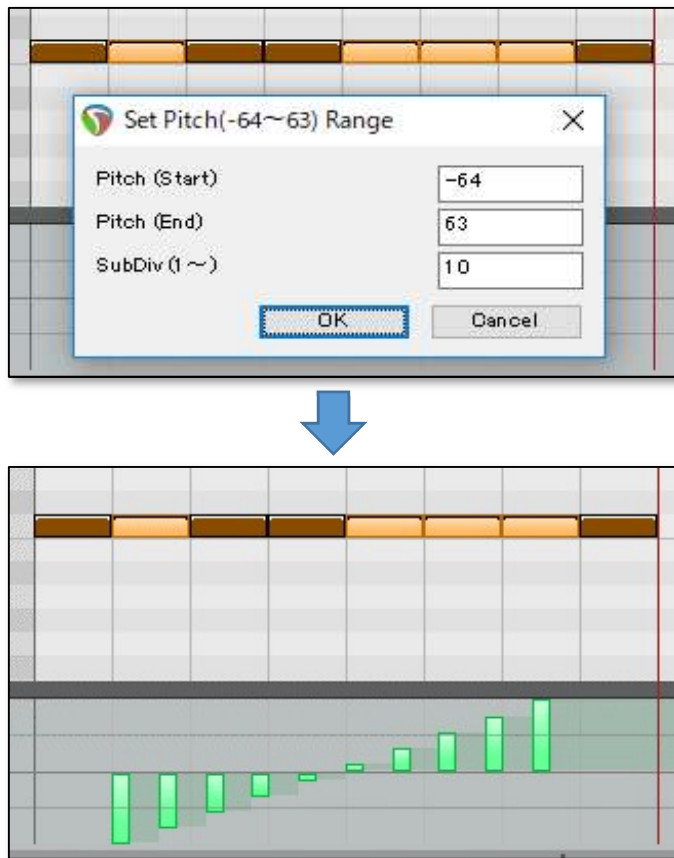 Set Pitch(-64～63) Range
Pitch (Start) -64
Pitch (End) 63
SubDiv (1～) 10
OK Cancel